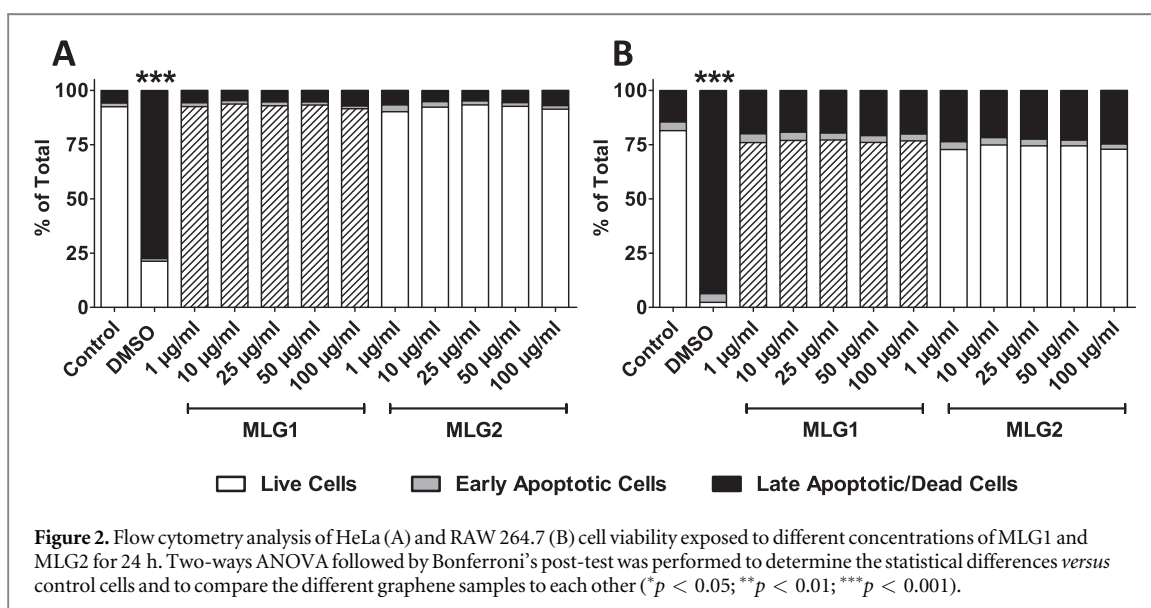 A
B
***
***
100
75
50
25
0
% of Total
100
75
50
25
0
% of Total
Control
DMSO
1 µg/ml
10 µg/ml
25 µg/ml
50 µg/ml
100 µg/ml
1 µg/ml
10 µg/ml
25 µg/ml
50 µg/ml
100 µg/ml
MLG1
MLG2
Control
DMSO
1 µg/ml
10 µg/ml
25 µg/ml
50 µg/ml
100 µg/ml
1 µg/ml
10 µg/ml
25 µg/ml
50 µg/ml
100 µg/ml
MLG1
MLG2
Live Cells
Early Apoptotic Cells
Late Apoptotic/Dead Cells
Figure 2. Flow cytometry analysis of HeLa (A) and RAW 264.7 (B) cell viability exposed to different concentrations of MLG1 and
MLG2 for 24 h. Two-ways ANOVA followed by Bonferroni's post-test was performed to determine the statistical differences versus
control cells and to compare the different graphene samples to each other (*p < 0.05; **p < 0.01; ***p < 0.001).